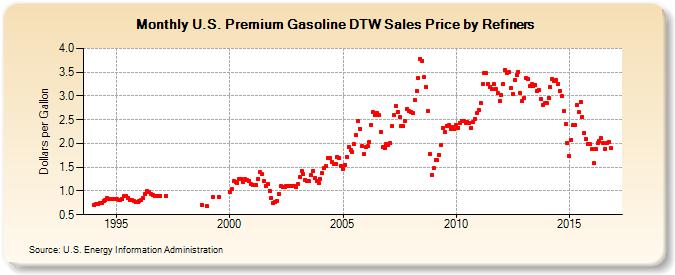 Monthly U.S. Premium Gasoline DTW Sales Price by Refiners
Dollars per Gallon
4.0
3.5
3.0
2.5
2.0
1.5
1.0
0.5
1995 2000 2005 2010 2015
Source: U.S. Energy Information Administration